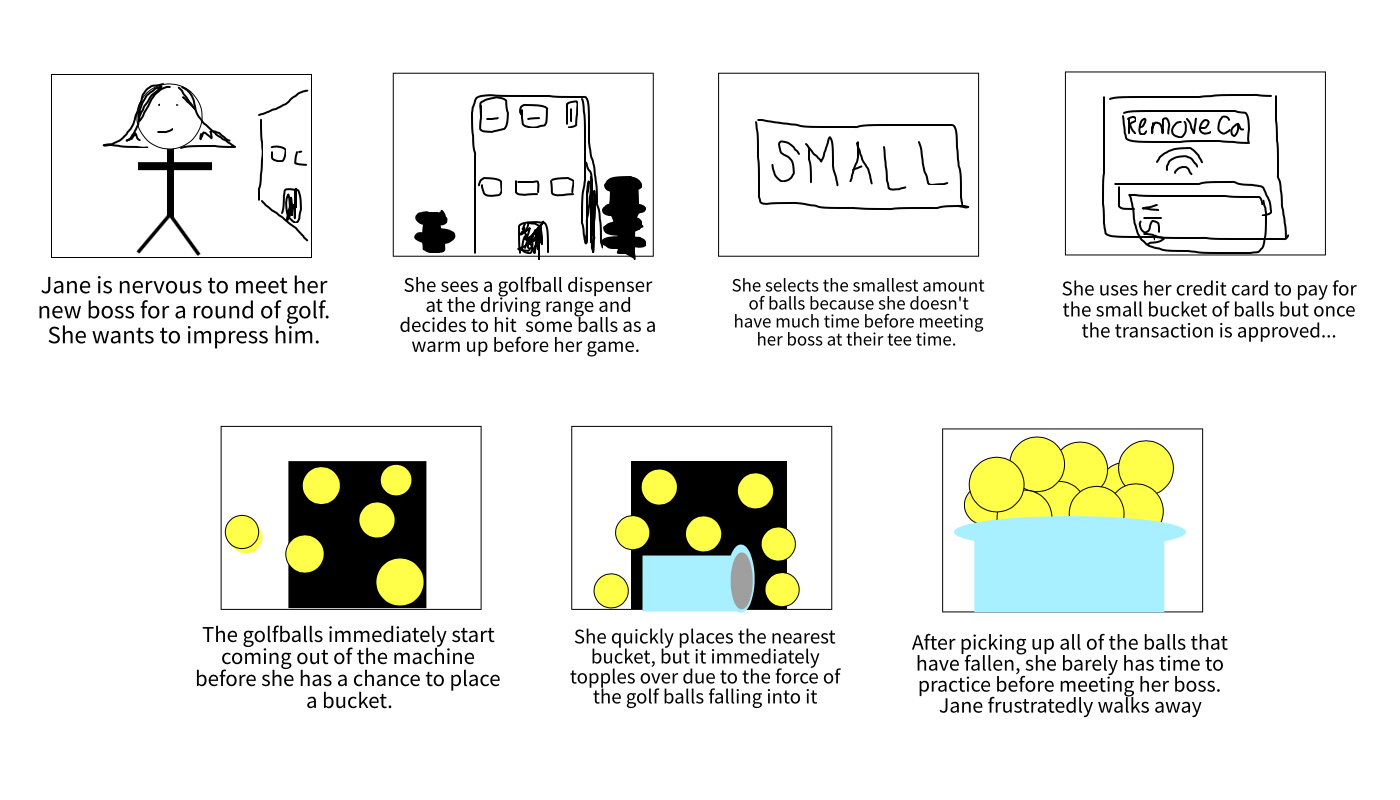 SMALL
Remove Ca
VISA
Jane is nervous to meet her
new boss for a round of golf.
She wants to impress him.
She sees a golfball dispenser
at the driving range and
decides to hit some balls as a
warm up before her game.
She selects the smallest amount
of balls because she doesn't
have much time before meeting
her boss at their tee time.
She uses her credit card to pay for
the small bucket of balls but once
the transaction is approved...
The golfballs immediately start
coming out of the machine
before she has a chance to place
a bucket.
She quickly places the nearest
bucket, but it immediately
topples over due to the force of
the golf balls falling into it
After picking up all of the balls that
have fallen, she barely has time to
practice before meeting her boss.
Jane frustratedly walks away